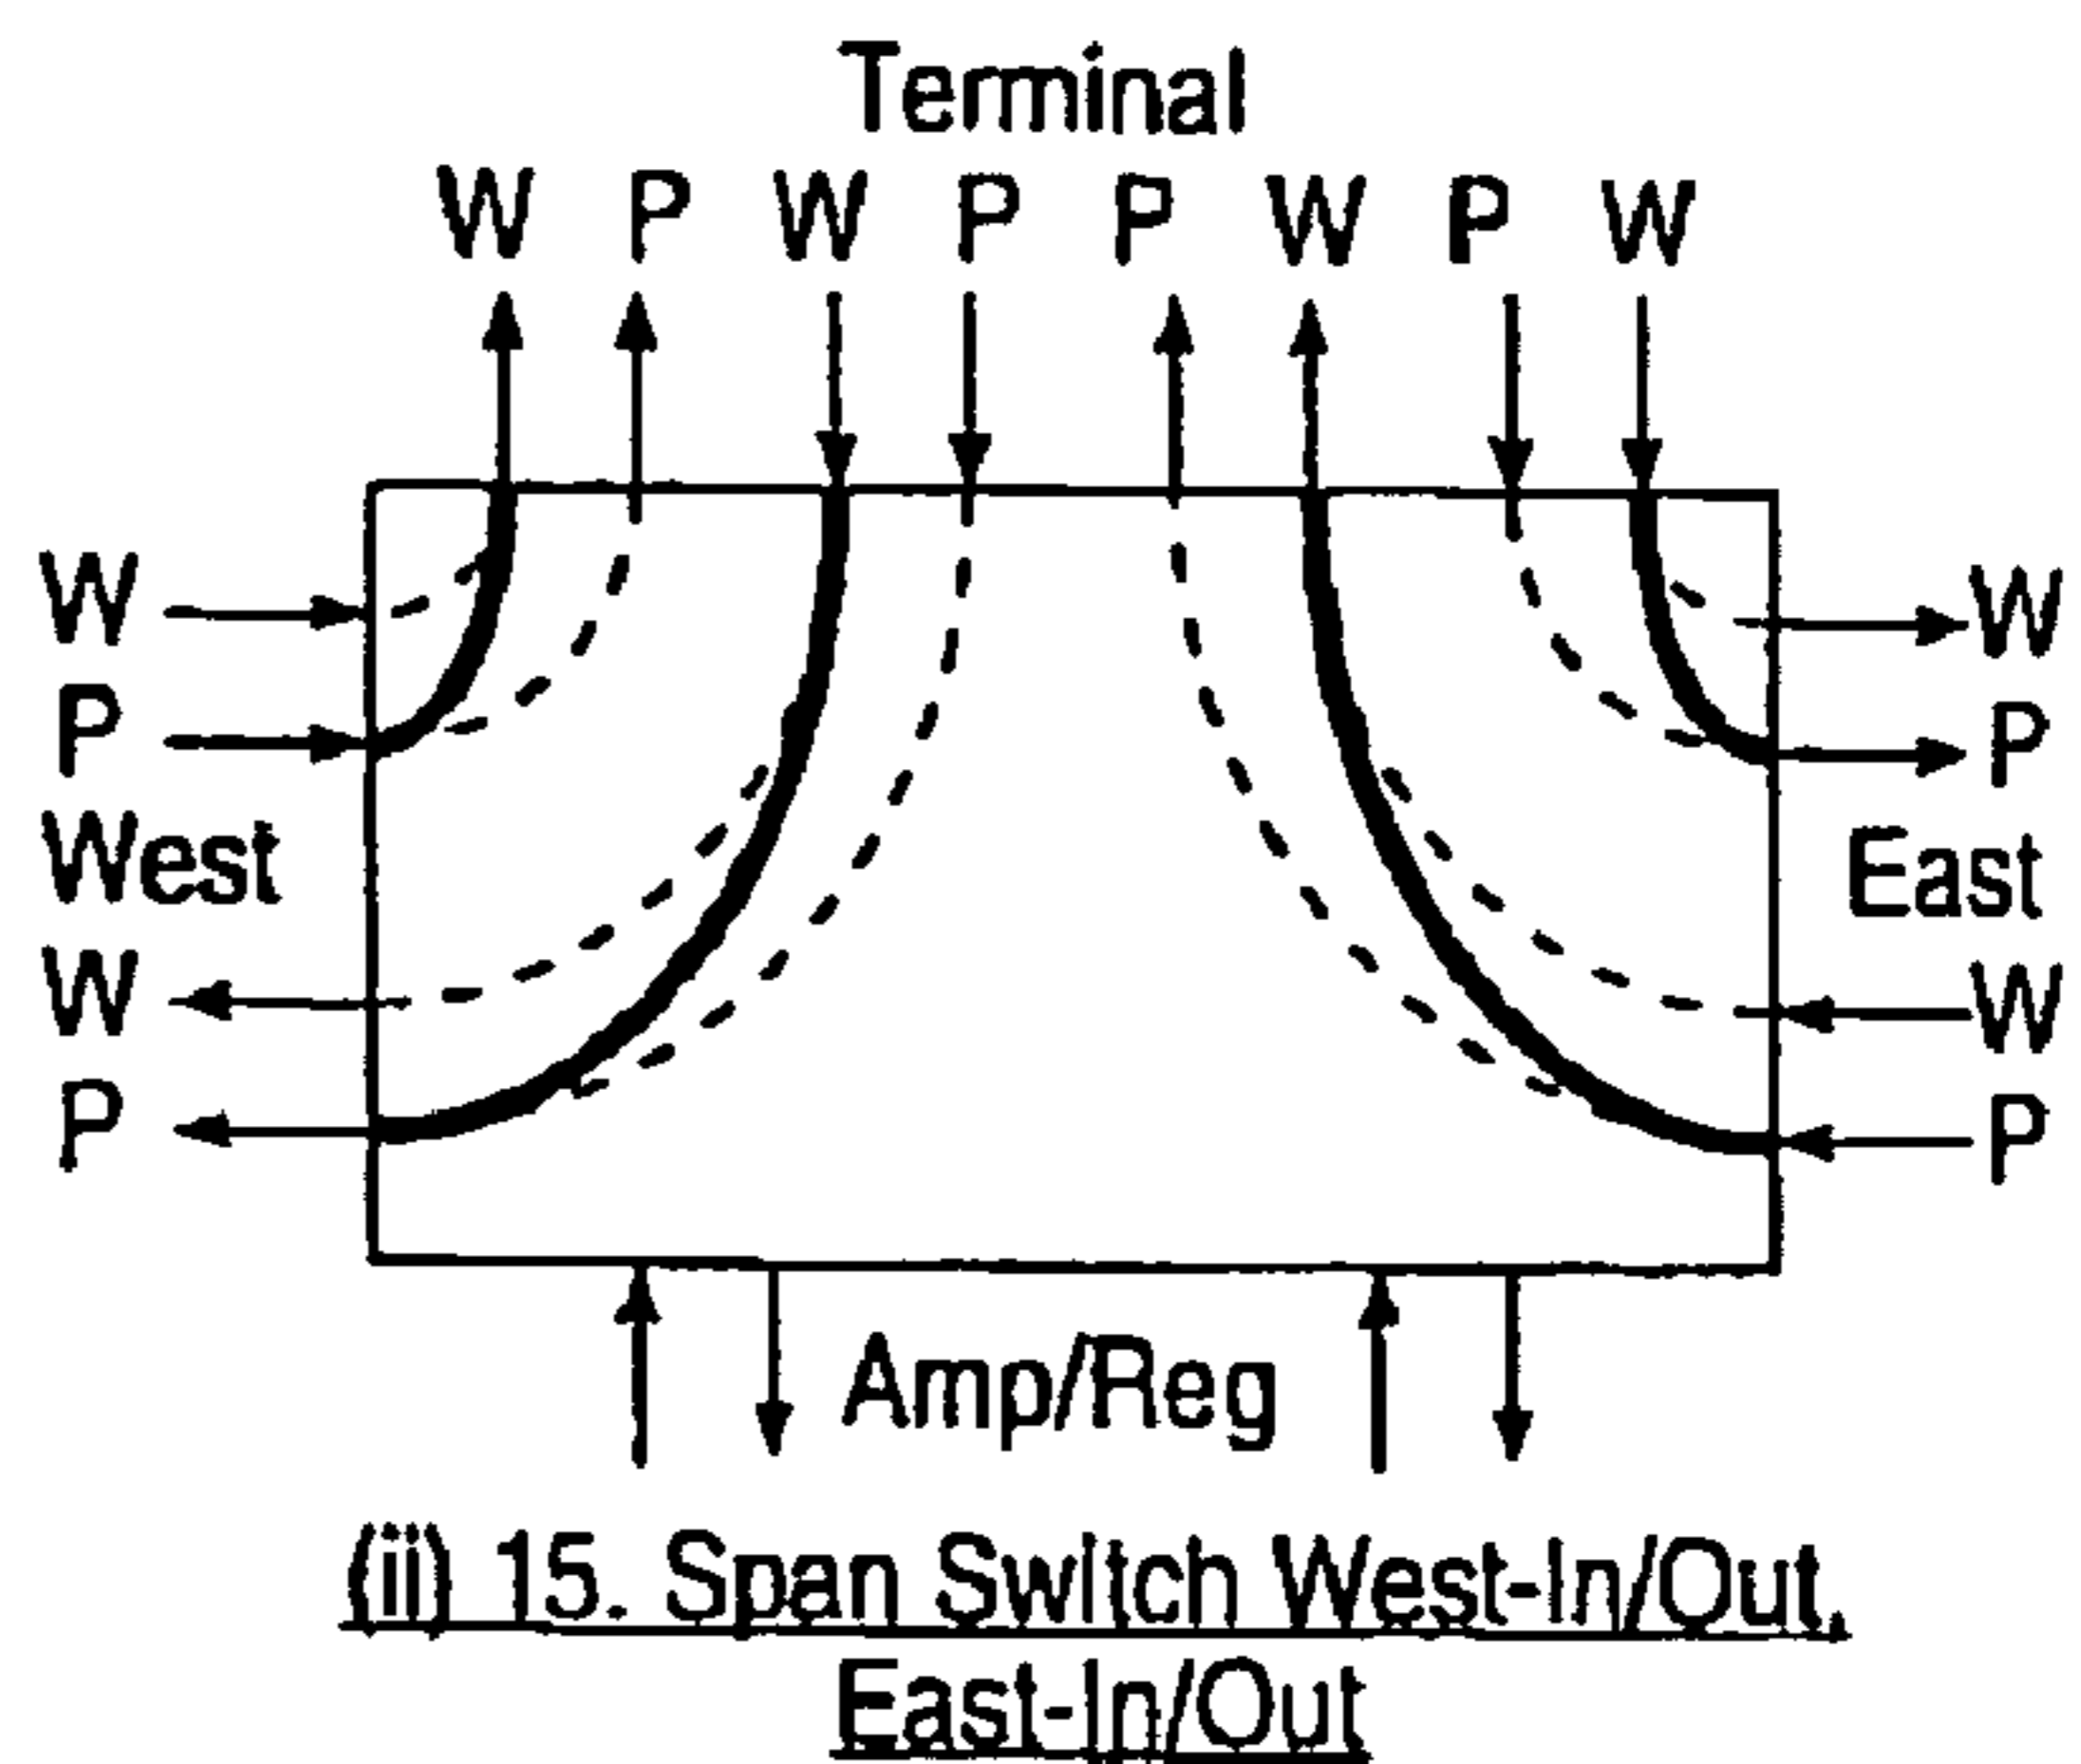 Terminal
W P W P P W P W
W W
P P
West East
W W
P P
Amp/Reg
(ii) 15. Span Switch West-In/Out,
East-In/Out